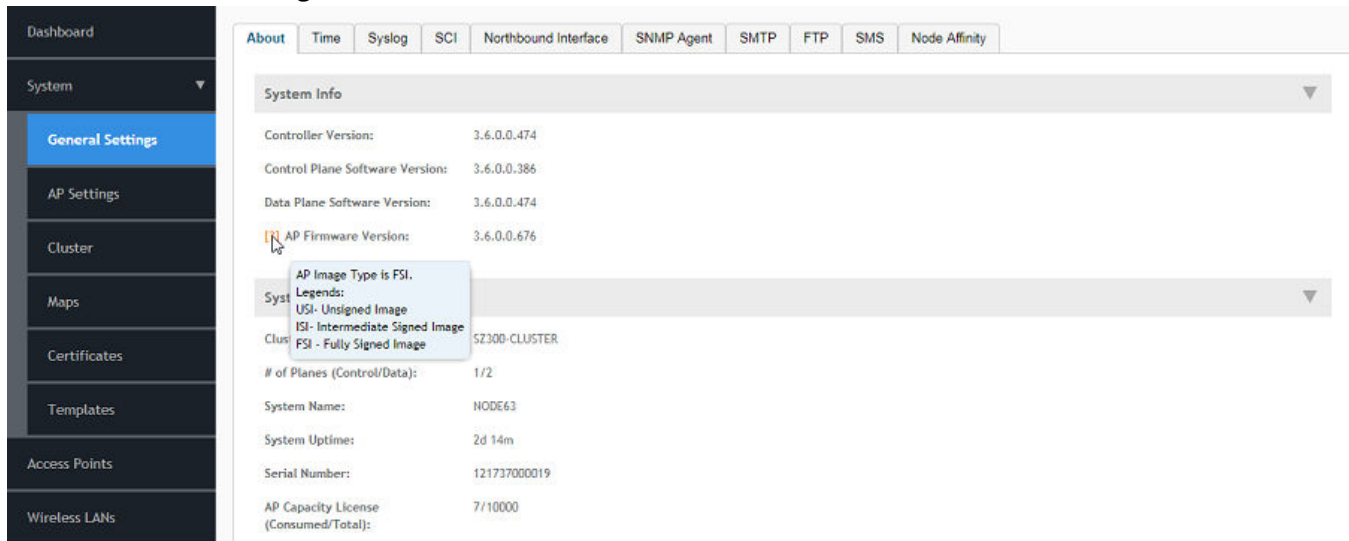 Dashboard
System
General Settings
AP Settings
Cluster
Maps
Certificates
Templates
Access Points
Wireless LANs
About Time Syslog SCI Northbound Interface SNMP Agent SMTP FTP SMS Node Affinity
System Info
Controller Version: 3.6.0.0.474
Control Plane Software Version: 3.6.0.0.386
Data Plane Software Version: 3.6.0.0.474
[?] AP Firmware Version: 3.6.0.0.676
AP Image Type is FSI.
Legends:
USI- Unsigned Image
ISI- Intermediate Signed Image
FSI - Fully Signed Image
Syst
Clus SZ300-CLUSTER
# of Planes (Control/Data): 1/2
System Name: NODE63
System Uptime: 2d 14m
Serial Number: 121737000019
AP Capacity License 7/10000
(Consumed/Total):